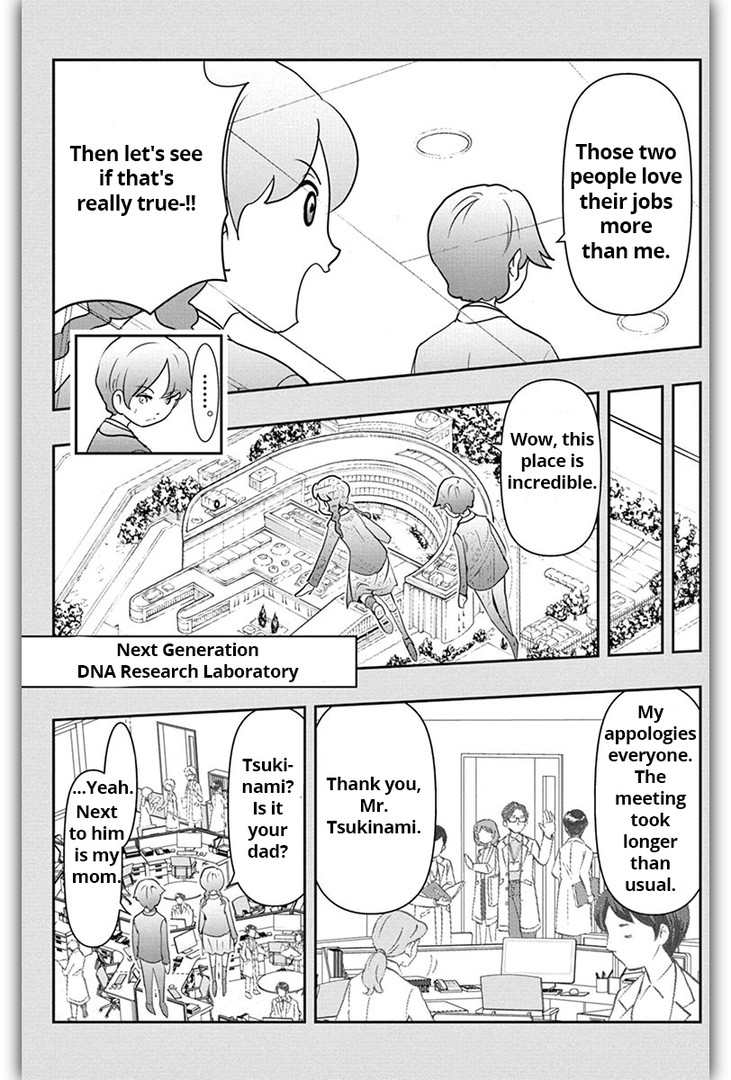 Those two
people love
their jobs
more
than me.
Then let's see
if that's
really true-!!
......。
Wow, this
place is
incredible.
Next Generation
DNA Research Laboratory
My
apologies
everyone.
The
meeting
took
longer
than
usual.
Thank you,
Mr.
Tsukinami.
Tsuki-
nami?
Is it
your
dad?
...Yeah.
Next
to him
is my
mom.